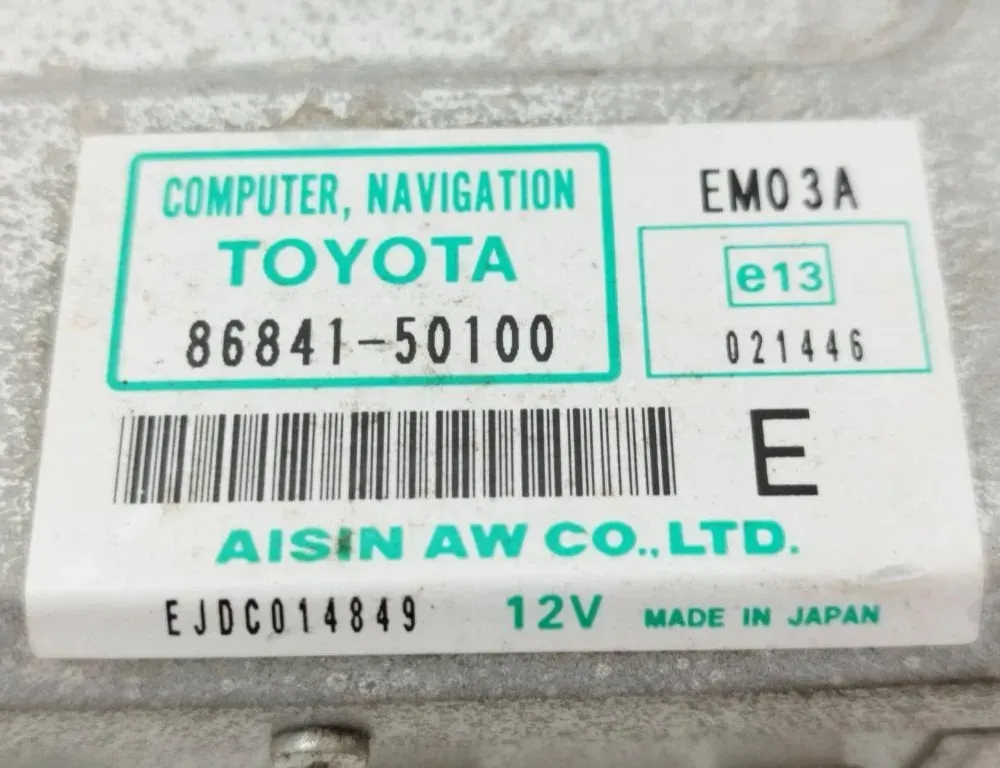 COMPUTER, NAVIGATION
TOYOTA
86841-50100
EM03A
e13
021446
E
AISIN AW CO., LTD.
EJDC014849
12V
MADE IN JAPAN